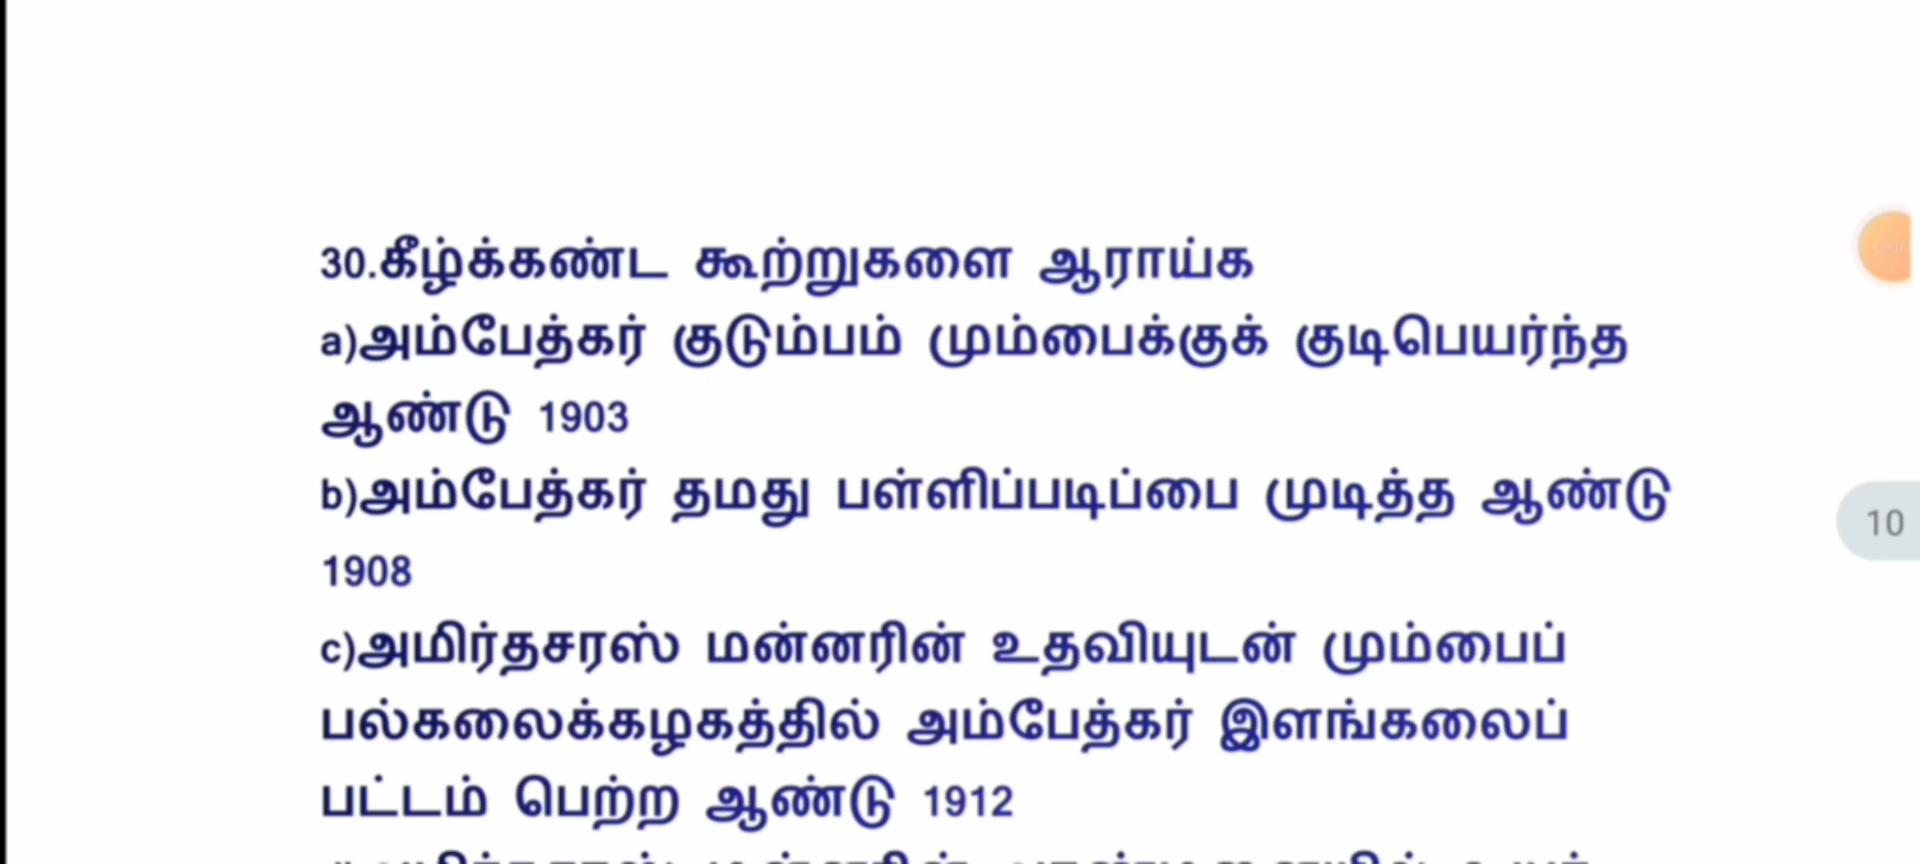 30.கீழ்க்கண்ட கூற்றுகளை ஆராய்க
a)அம்பேத்கர் குடும்பம் மும்பைக்குக் குடிபெயர்ந்த
ஆண்டு 1903
b)அம்பேத்கர் தமது பள்ளிப்படிப்பை முடித்த ஆண்டு
1908
10
c)அமிர்தசரஸ் மன்னரின் உதவியுடன் மும்பைப்
பல்கலைக்கழகத்தில் அம்பேத்கர் இளங்கலைப்
பட்டம் பெற்ற ஆண்டு 1912